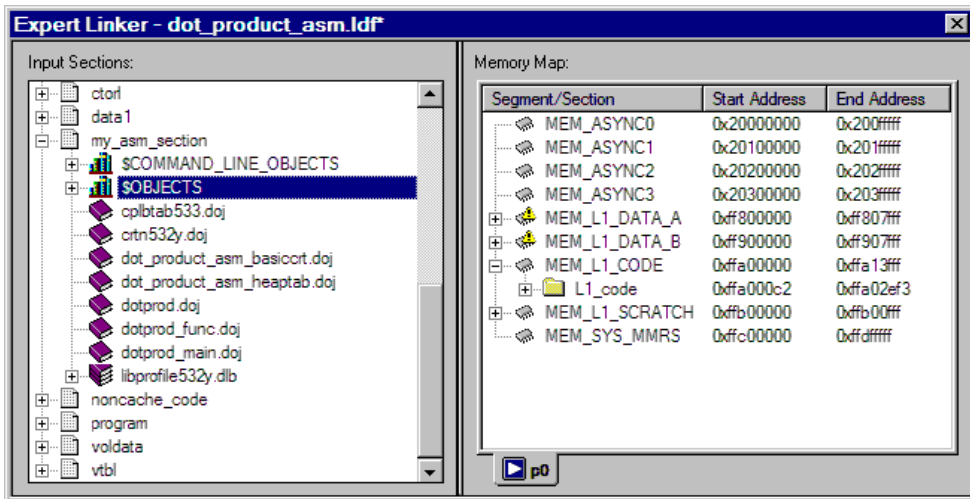 Expert Linker - dot_product_asm.ldf*
Input Sections:
ctorl
data1
my_asm_section
$COMMAND_LINE_OBJECTS
$OBJECTS
cplbtab533.doj
crtn532y.doj
dot_product_asm_basiccrt.doj
dot_product_asm_heaptab.doj
dotprod.doj
dotprod_func.doj
dotprod_main.doj
libprofile532y.dlb
noncache_code
program
voldata
vtbl
Memory Map:
Segment/Section Start Address End Address
MEM_ASYNC0 0x20000000 0x200fffff
MEM_ASYNC1 0x20100000 0x201fffff
MEM_ASYNC2 0x20200000 0x202fffff
MEM_ASYNC3 0x20300000 0x203fffff
MEM_L1_DATA_A 0xff800000 0xff807fff
MEM_L1_DATA_B 0xff900000 0xff907fff
MEM_L1_CODE 0xffa00000 0xffa13fff
L1_code 0xffa000c2 0xffa02ef3
MEM_L1_SCRATCH 0xffb00000 0xffb00fff
MEM_SYS_MMRS 0xffc00000 0xffdfffff
p0